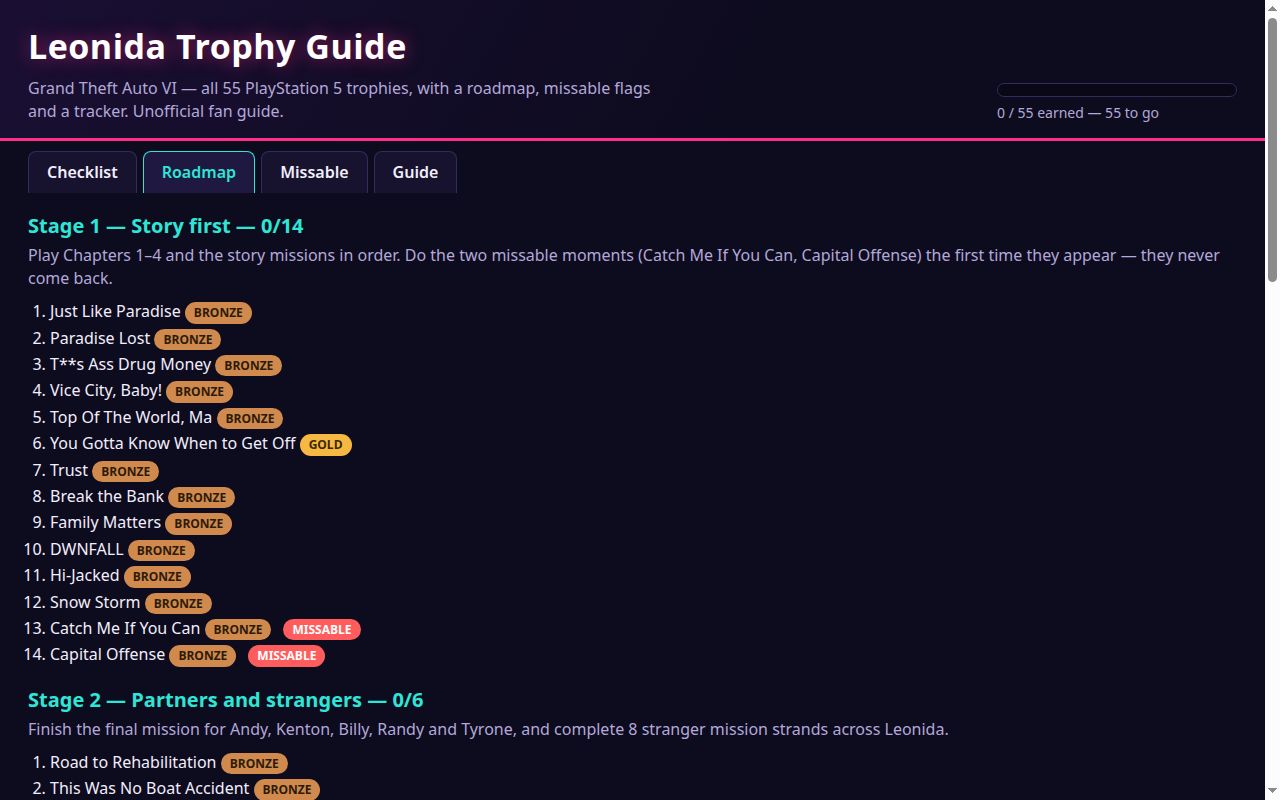 Leonida Trophy Guide
Grand Theft Auto VI — all 55 PlayStation 5 trophies, with a roadmap, missable flags
and a tracker. Unofficial fan guide.
0 / 55 earned — 55 to go
Checklist Roadmap Missable Guide
Stage 1 — Story first — 0/14
Play Chapters 1–4 and the story missions in order. Do the two missable moments (Catch Me If You Can, Capital Offense) the first time they appear — they never
come back.
1. Just Like Paradise BRONZE
2. Paradise Lost BRONZE
3. T**s Ass Drug Money BRONZE
4. Vice City, Baby! BRONZE
5. Top Of The World, Ma BRONZE
6. You Gotta Know When to Get Off GOLD
7. Trust BRONZE
8. Break the Bank BRONZE
9. Family Matters BRONZE
10. DWNFALL BRONZE
11. Hi-Jacked BRONZE
12. Snow Storm BRONZE
13. Catch Me If You Can BRONZE MISSABLE
14. Capital Offense BRONZE MISSABLE
Stage 2 — Partners and strangers — 0/6
Finish the final mission for Andy, Kenton, Billy, Randy and Tyrone, and complete 8 stranger mission strands across Leonida.
1. Road to Rehabilitation BRONZE
2. This Was No Boat Accident BRONZE